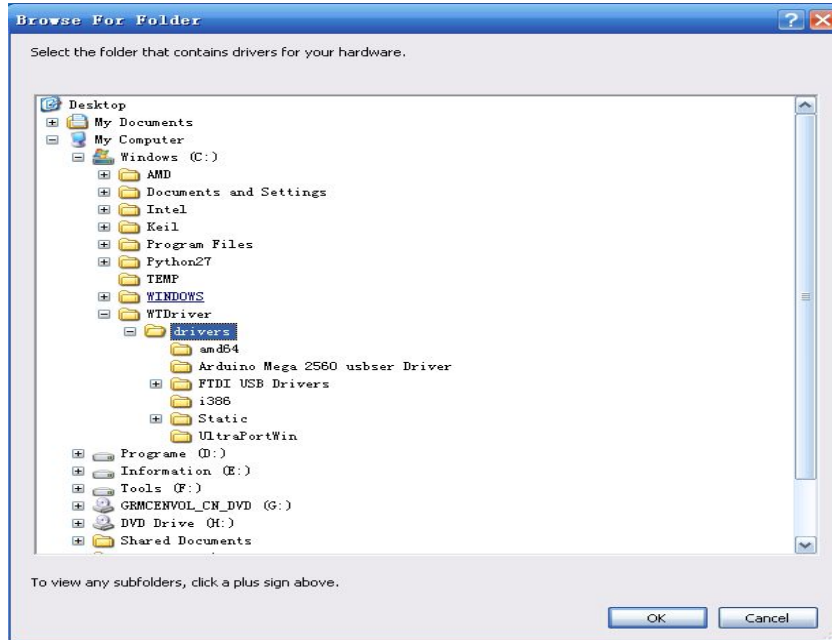 Browse For Folder
Select the folder that contains drivers for your hardware.
Desktop
My Documents
My Computer
Windows (C:)
AMD
Documents and Settings
Intel
Keil
Program Files
Python27
TEMP
WINDOWS
WTDriver
drivers
amd64
Arduino Mega 2560 usbser Driver
FTDI USB Drivers
i386
Static
UltraPortWin
Programe (D:)
Information (E:)
Tools (F:)
GRMCENVOL_CN_DVD (G:)
DVD Drive (H:)
Shared Documents
To view any subfolders, click a plus sign above.
OK Cancel